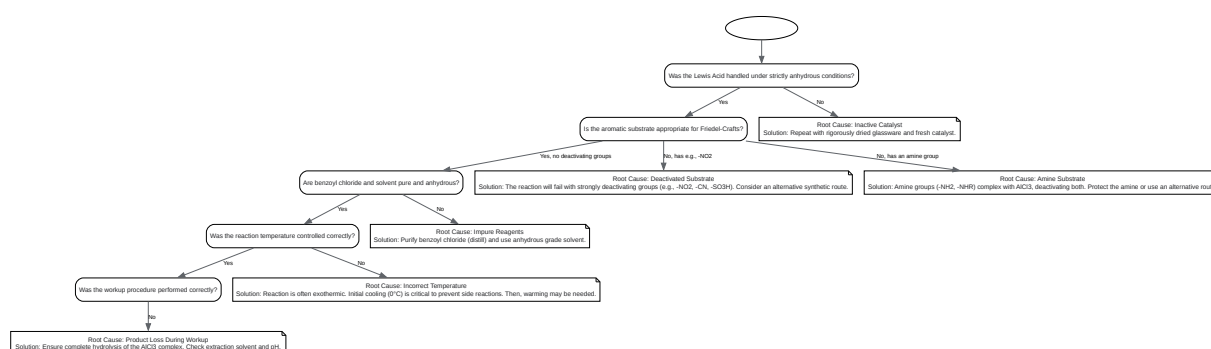 Was the Lewis Acid handled under strictly anhydrous conditions?
Yes
No
Is the aromatic substrate appropriate for Friedel-Crafts?
Root Cause: Inactive Catalyst
Solution: Repeat with rigorously dried glassware and fresh catalyst.
Yes, no deactivating groups
No, has e.g., -NO2
No, has an amine group
Are benzoyl chloride and solvent pure and anhydrous?
Root Cause: Deactivated Substrate
Solution: The reaction will fail with strongly deactivating groups (e.g., -NO2, -CN, -SO3H). Consider an alternative synthetic route.
Root Cause: Amine Substrate
Solution: Amine groups (-NH2, -NHR) complex with AlCl3, deactivating both. Protect the amine or use an alternative rou
Yes
No
Was the reaction temperature controlled correctly?
Root Cause: Impure Reagents
Solution: Purify benzoyl chloride (distill) and use anhydrous grade solvent.
Yes
No
Was the workup procedure performed correctly?
Root Cause: Incorrect Temperature
Solution: Reaction is often exothermic. Initial cooling (0°C) is critical to prevent side reactions. Then, warming may be needed.
No
Root Cause: Product Loss During Workup
Solution: Ensure complete hydrolysis of the AlCl3 complex. Check extraction solvent and pH.